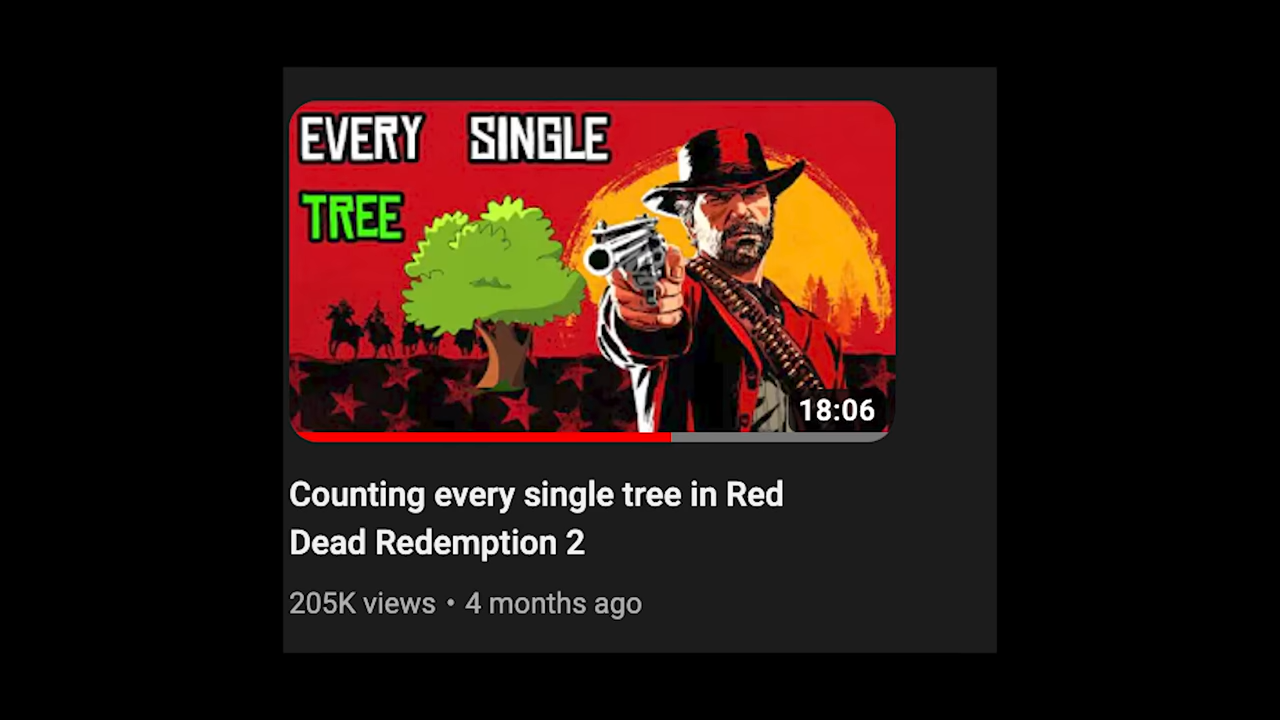 EVERY SINGLE
TREE
18:06
Counting every single tree in Red
Dead Redemption 2
205K views • 4 months ago